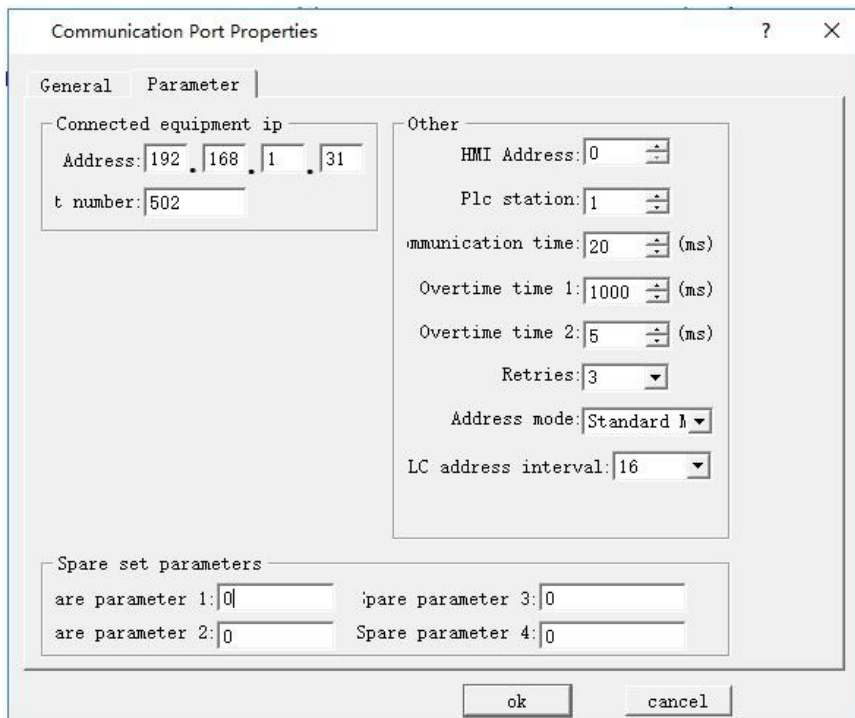 Communication Port Properties
General Parameter
Connected equipment ip
Address: 192 . 168 . 1 . 31
t number: 502
Other
HMI Address: 0
Plc station: 1
mmunication time: 20 (ms)
Overtime time 1: 1000 (ms)
Overtime time 2: 5 (ms)
Retries: 3
Address mode: Standard M
LC address interval: 16
Spare set parameters
are parameter 1: 0
pare parameter 3: 0
are parameter 2: 0
Spare parameter 4: 0
ok cancel